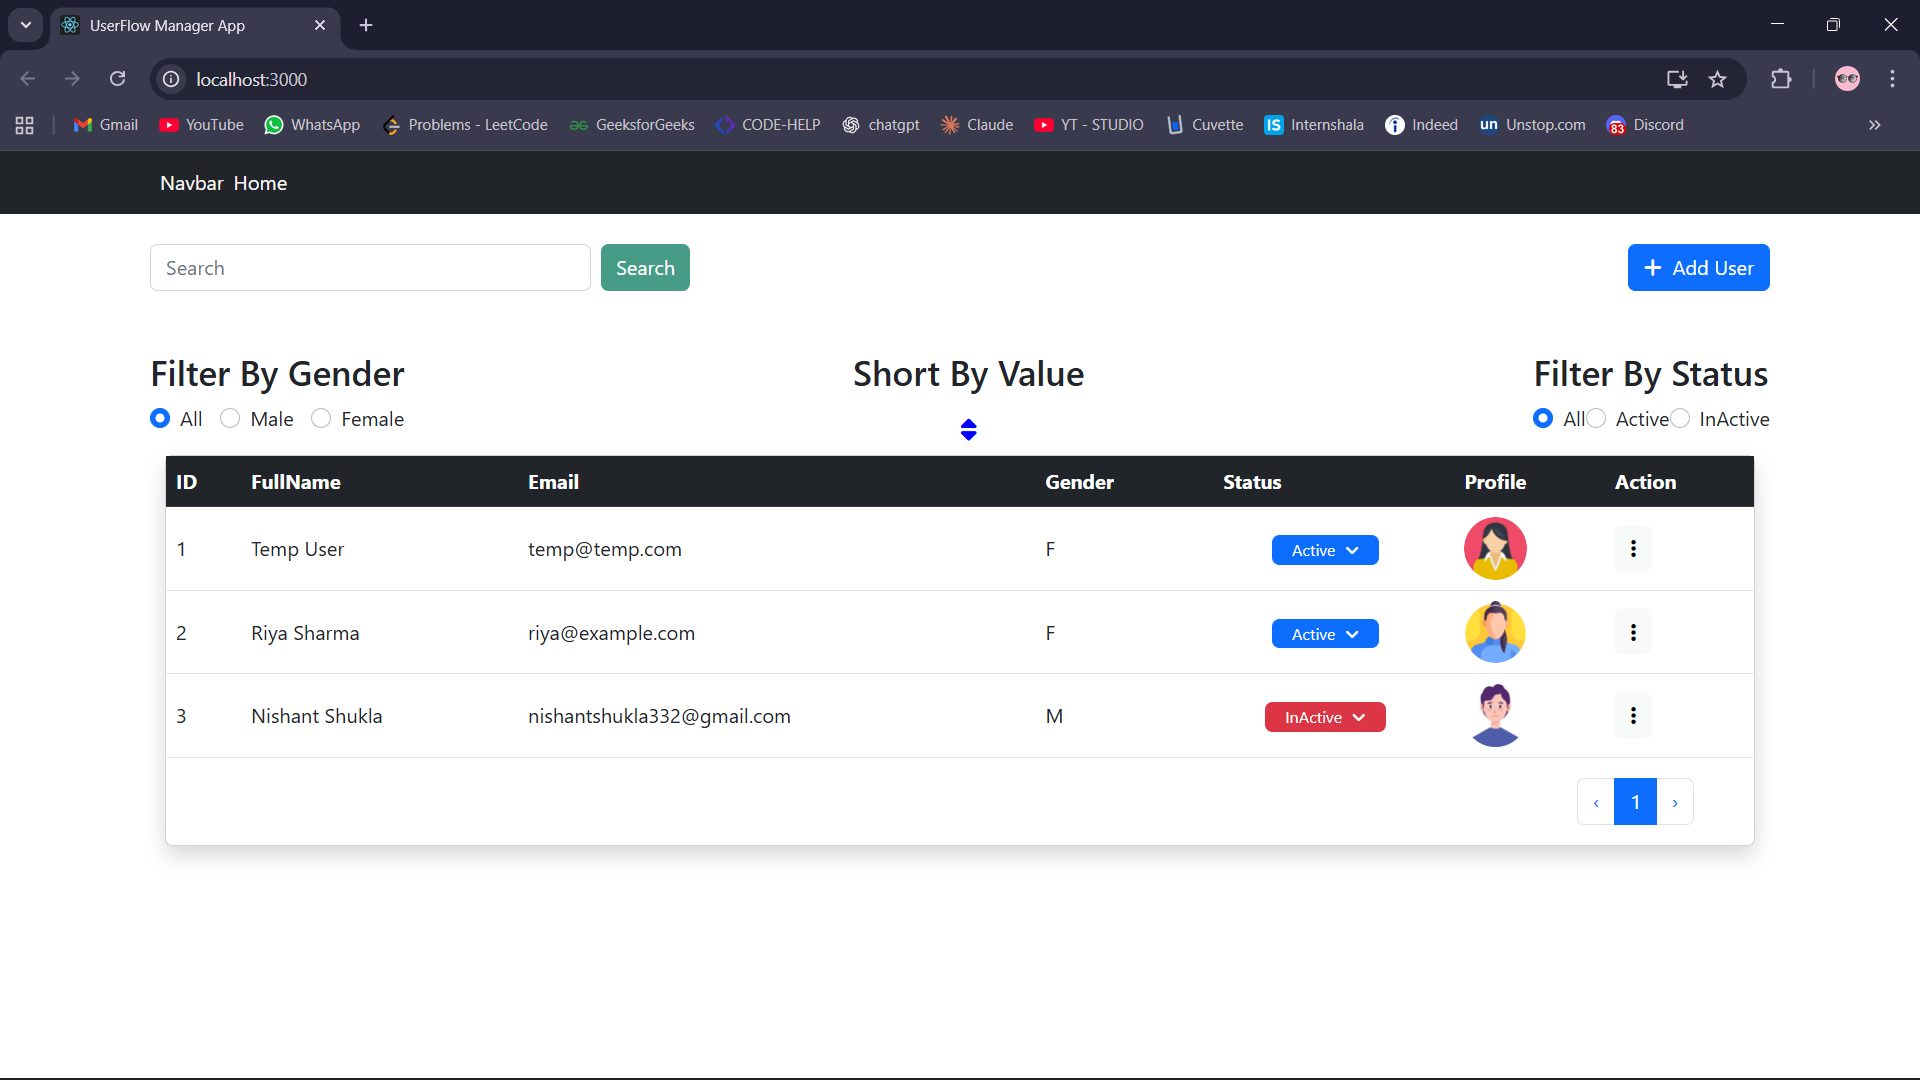 UserFlow Manager App
localhost:3000
Gmail YouTube WhatsApp Problems - LeetCode GeeksforGeeks CODE-HELP chatgpt Claude YT - STUDIO Cuvette IS Internshala Indeed un Unstop.com 83 Discord
Navbar Home
Search Search + Add User
Filter By Gender Short By Value Filter By Status
All Male Female All Active InActive
ID FullName Email Gender Status Profile Action
1 Temp User temp@temp.com F Active
2 Riya Sharma riya@example.com F Active
3 Nishant Shukla nishantshukla332@gmail.com M InActive
‹ 1 ›